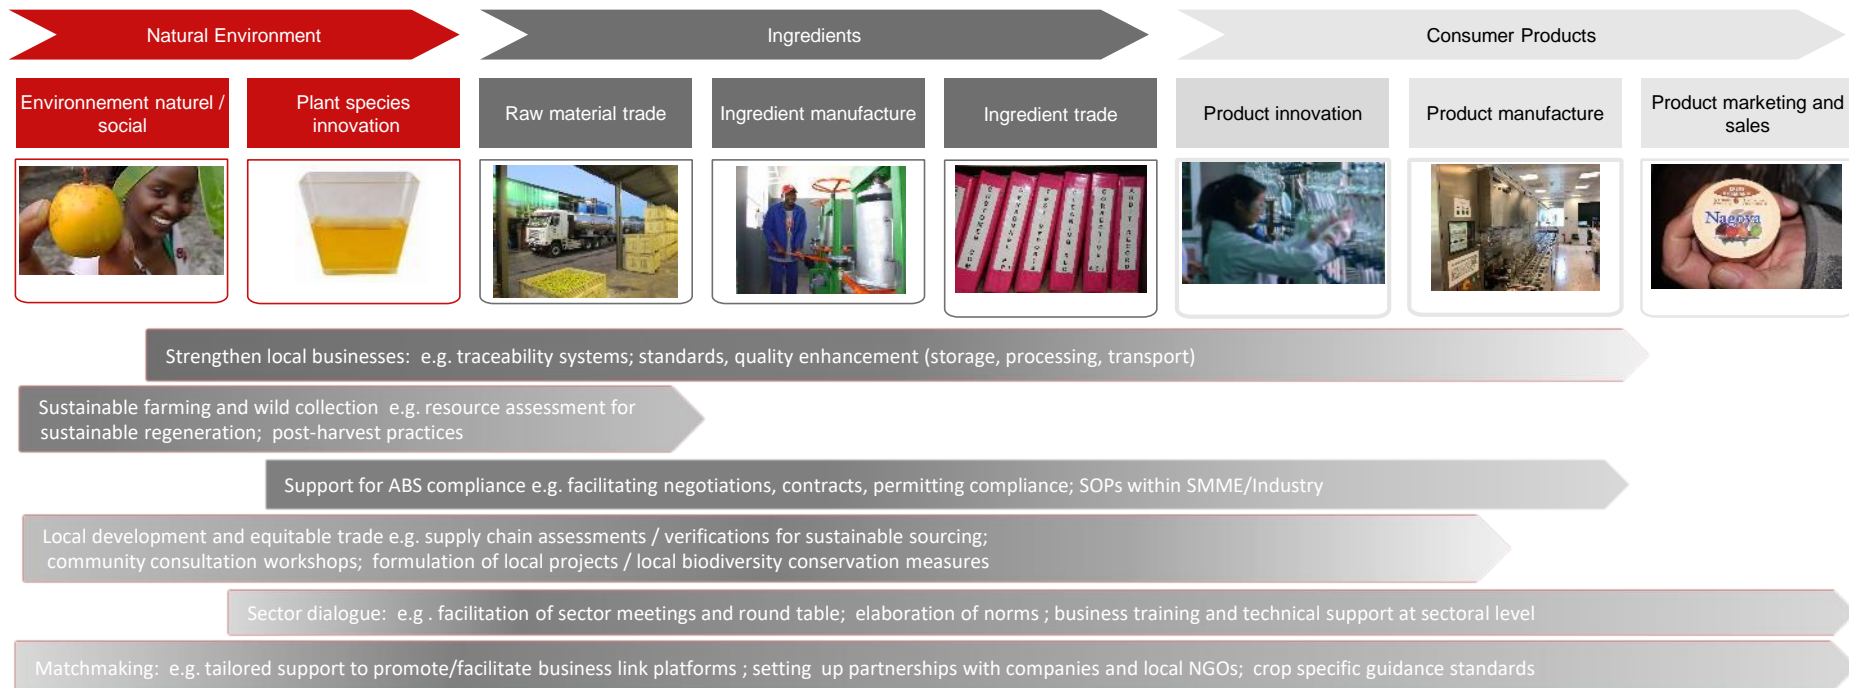 Natural Environment
Ingredients
Consumer Products
Environnement naturel /
social
Plant species
innovation
Raw material trade
Ingredient manufacture
Ingredient trade
Product innovation
Product manufacture
Product marketing and
sales
Nagoya
Strengthen local businesses:  e.g. traceability systems; standards, quality enhancement (storage, processing, transport)
Sustainable farming and wild collection  e.g. resource assessment for
sustainable regeneration;  post-harvest practices
Support for ABS compliance e.g. facilitating negotiations, contracts, permitting compliance; SOPs within SMME/Industry
Local development and equitable trade e.g. supply chain assessments / verifications for sustainable sourcing;
community consultation workshops;  formulation of local projects / local biodiversity conservation measures
Sector dialogue:  e.g . facilitation of sector meetings and round table;  elaboration of norms ; business training and technical support at sectoral level
Matchmaking:  e.g. tailored support to promote/facilitate business link platforms ; setting  up partnerships with companies and local NGOs;  crop specific guidance standards